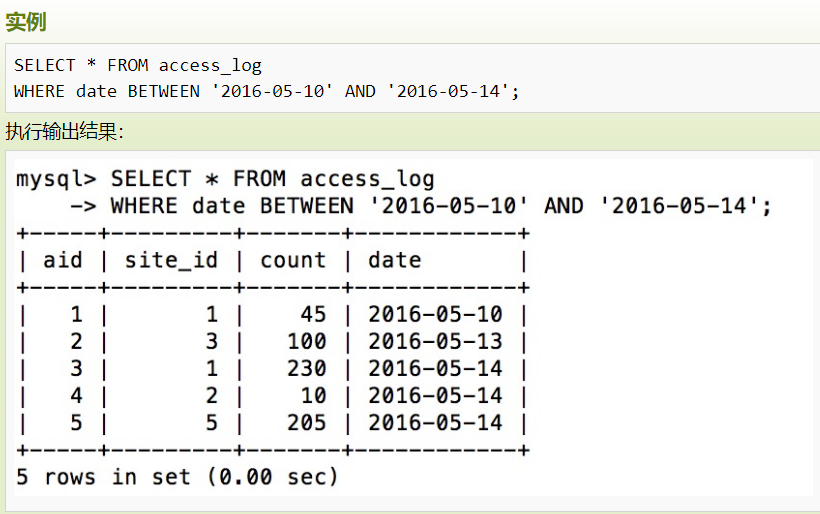 实例
SELECT * FROM access_log
WHERE date BETWEEN '2016-05-10' AND '2016-05-14';
执行输出结果：
mysql> SELECT * FROM access_log
    -> WHERE date BETWEEN '2016-05-10' AND '2016-05-14';
+-----+---------+-------+------------+
| aid | site_id | count | date       |
+-----+---------+-------+------------+
|   1 |       1 |    45 | 2016-05-10 |
|   2 |       3 |   100 | 2016-05-13 |
|   3 |       1 |   230 | 2016-05-14 |
|   4 |       2 |    10 | 2016-05-14 |
|   5 |       5 |   205 | 2016-05-14 |
+-----+---------+-------+------------+
5 rows in set (0.00 sec)